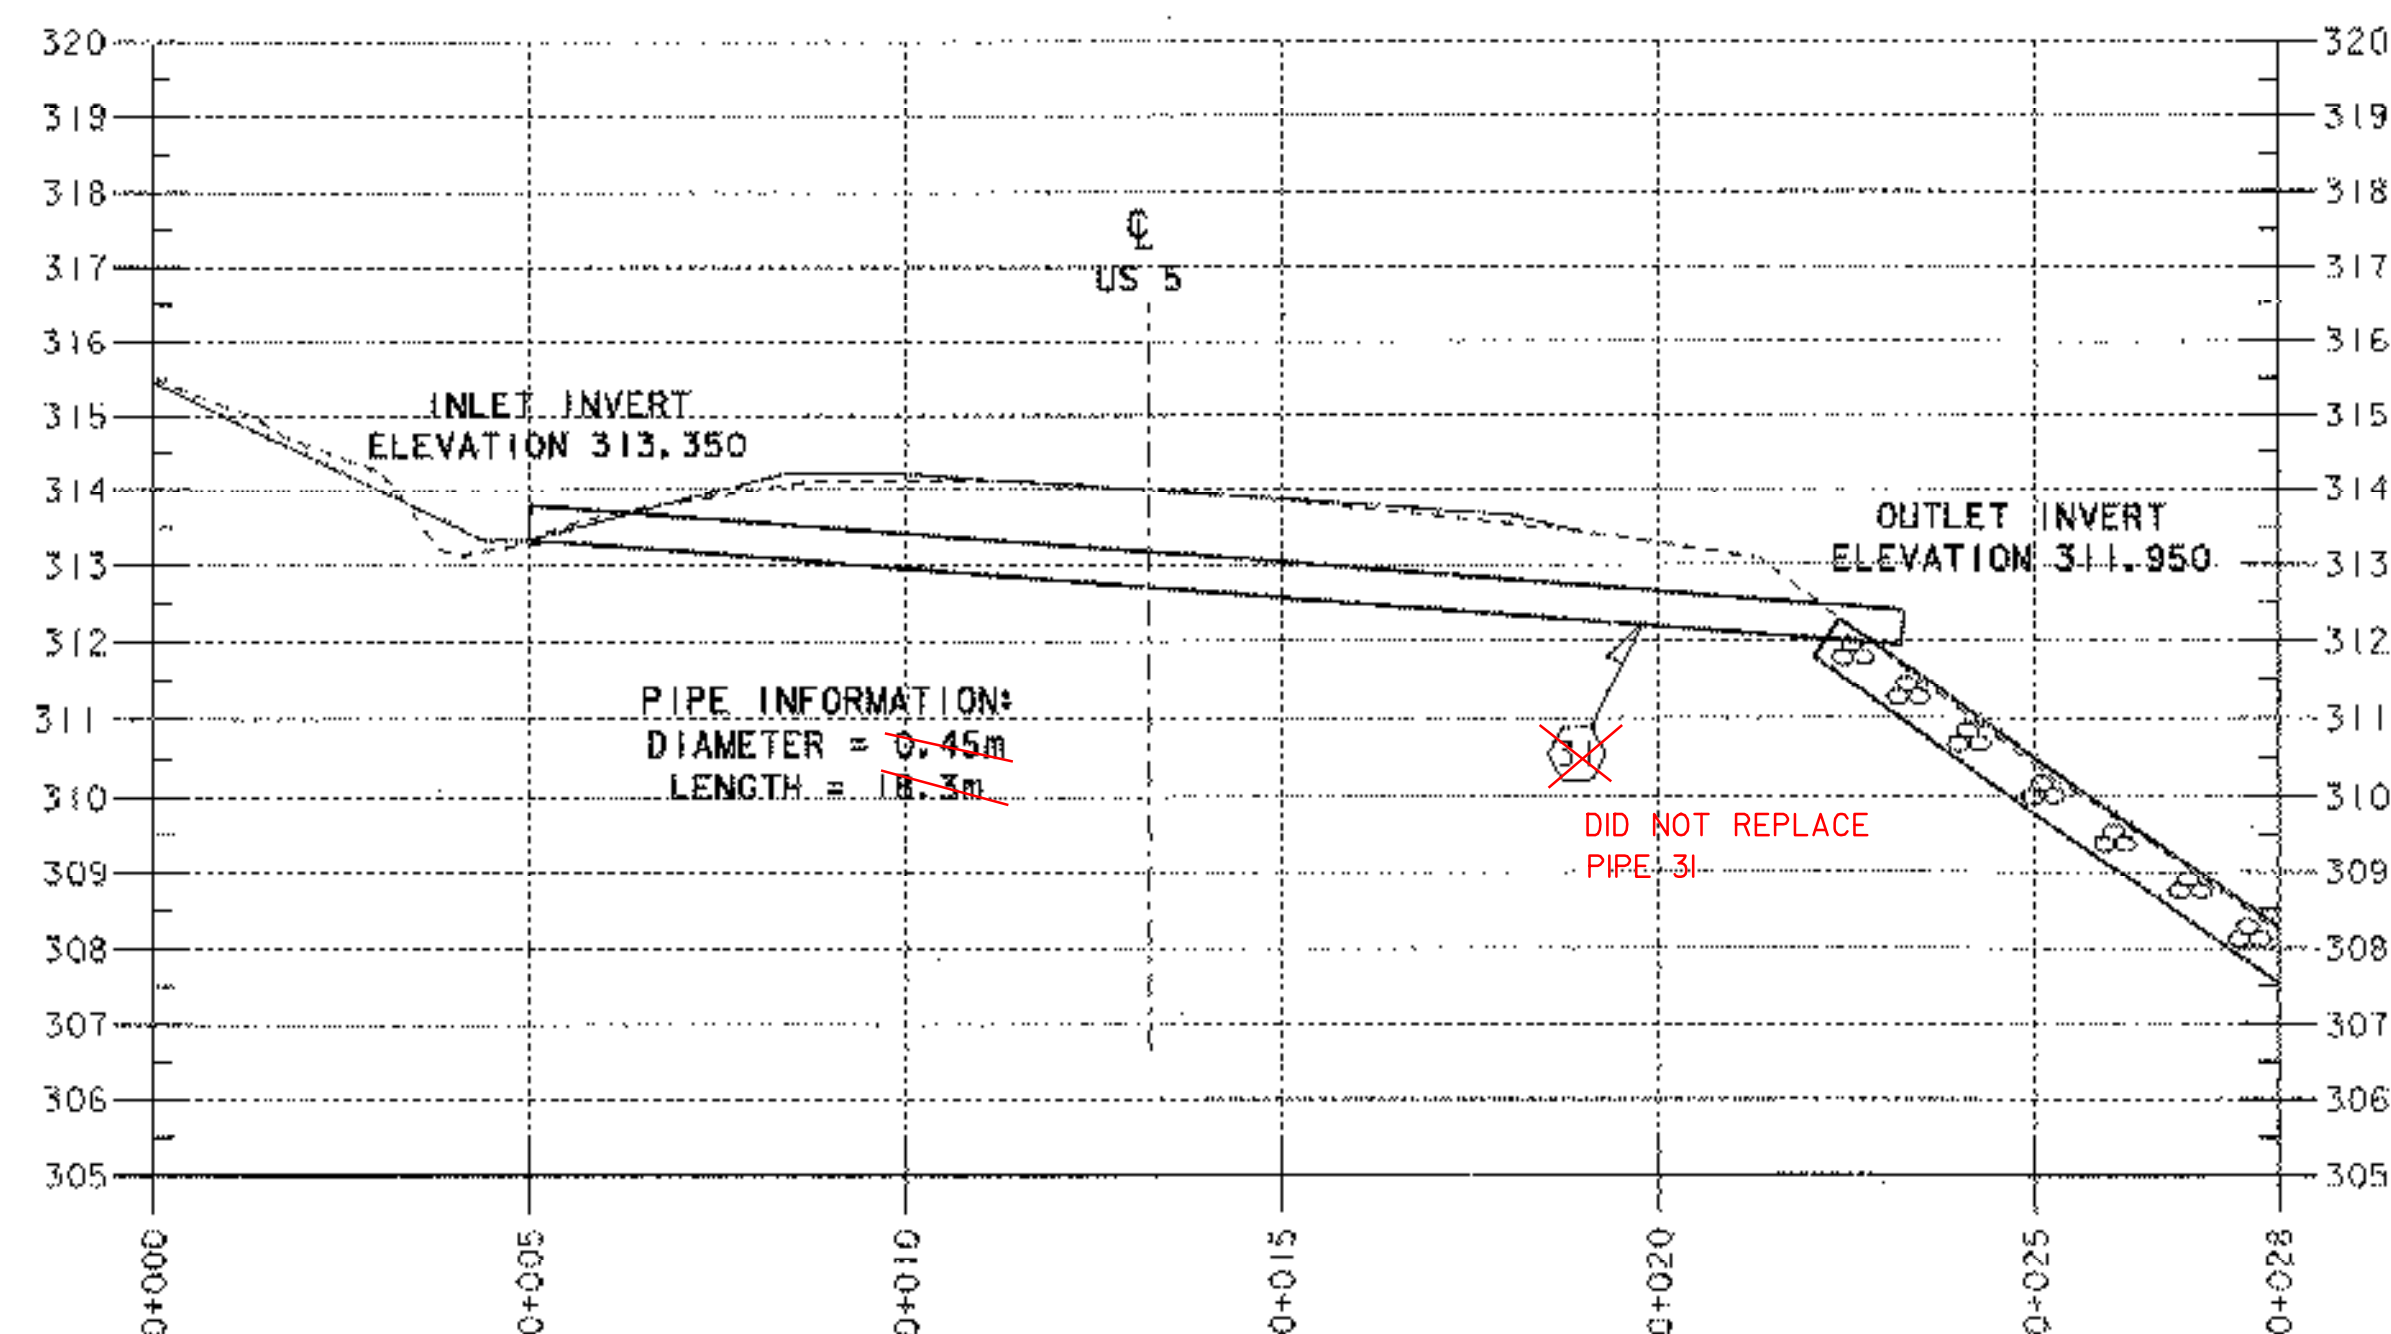 320 320
319 319
318 318
℄
US 5
317 317
316 316
INLET INVERT
ELEVATION 313.350
315 315
314 314
OUTLET INVERT
ELEVATION 311.950
313 313
312 312
PIPE INFORMATION:
DIAMETER = 0.45m
LENGTH = 18.3m
311 311
31
310 310
DID NOT REPLACE
PIPE 31
309 309
308 308
307 307
306 306
305 305
0+000
0+005
0+010
0+015
0+020
0+025
0+028